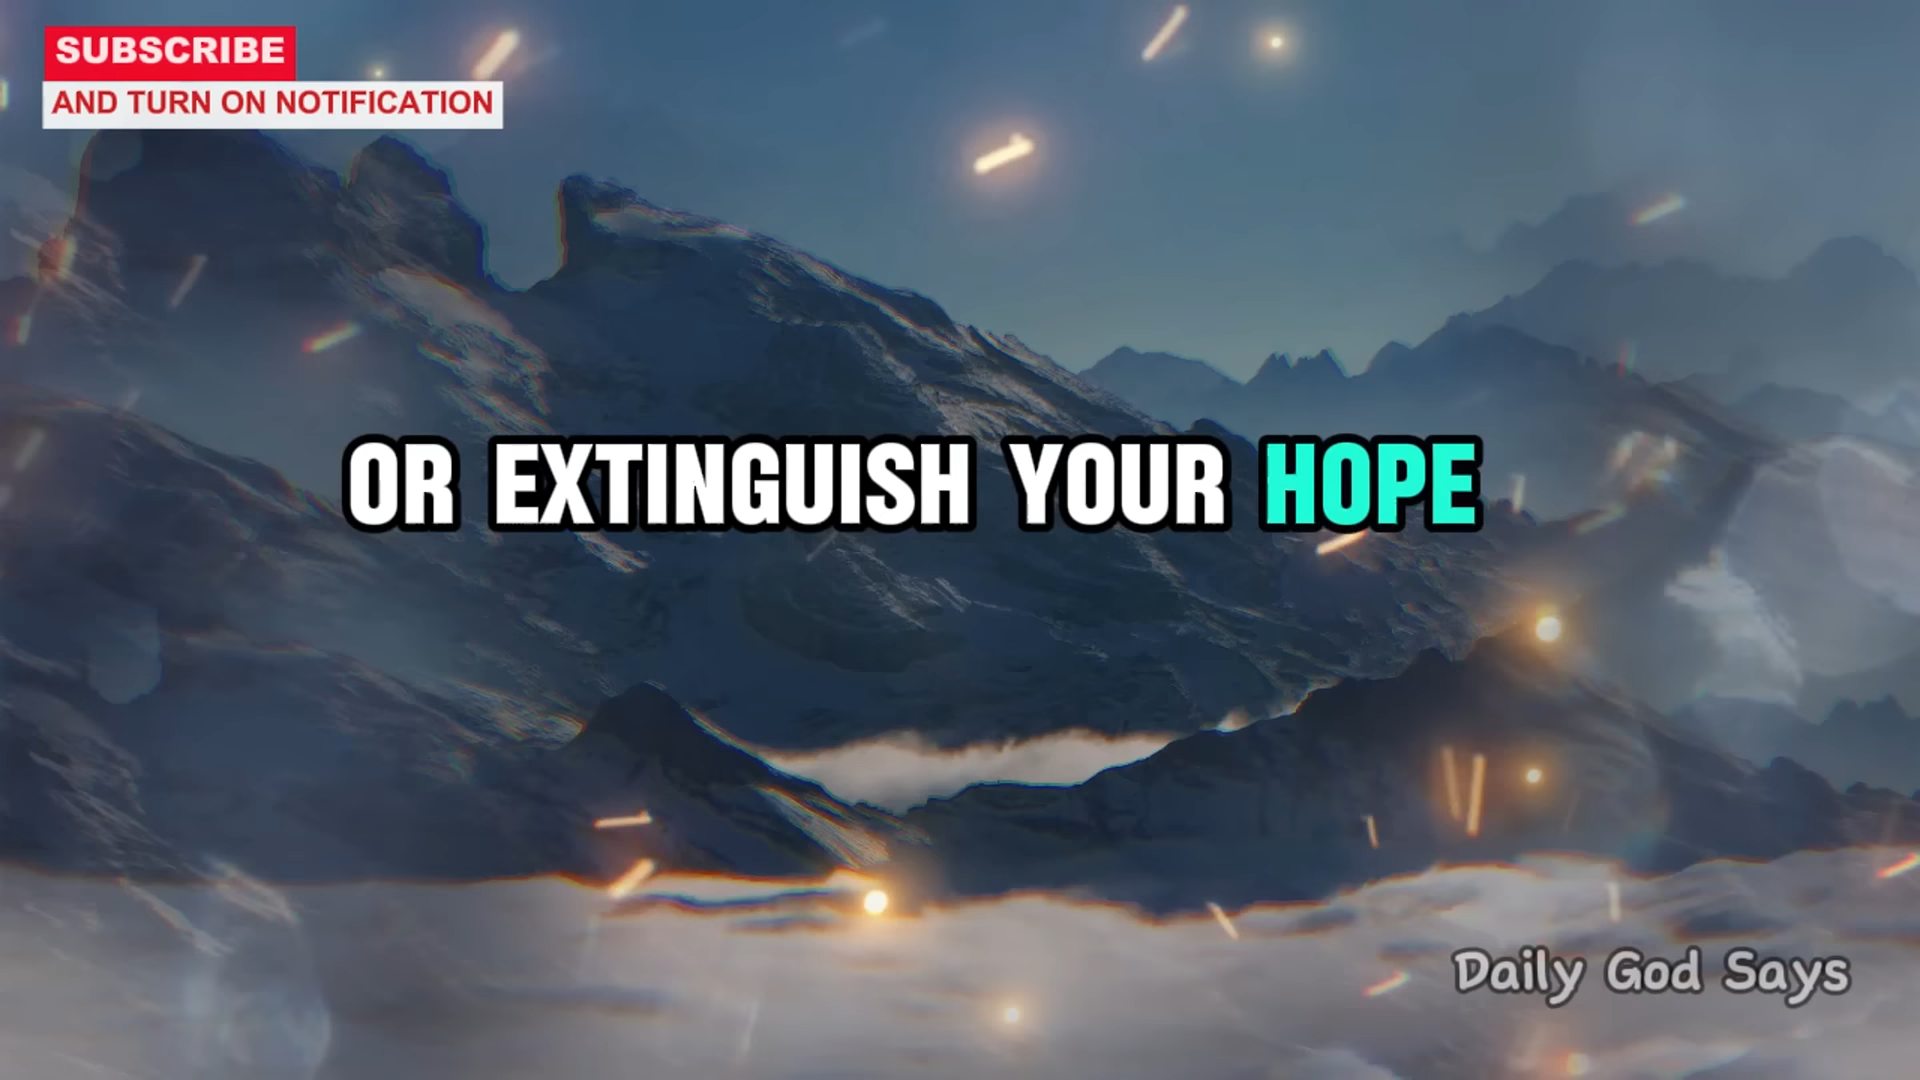 SUBSCRIBE
AND TURN ON NOTIFICATION
OR EXTINGUISH YOUR HOPE
Daily God Says